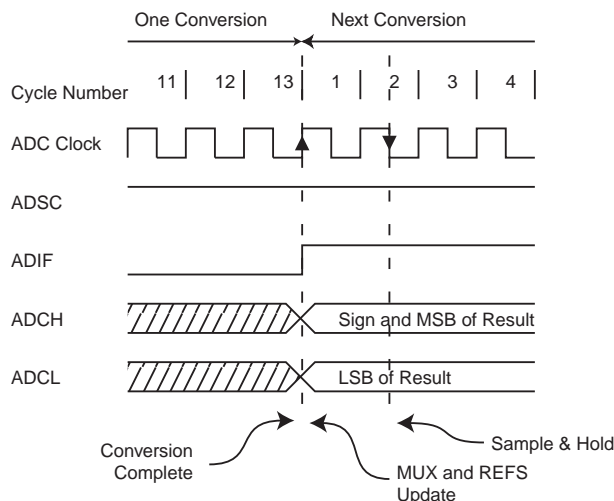 One Conversion Next Conversion
Cycle Number 11 12 13 1 2 3 4
ADC Clock
ADSC
ADIF
ADCH Sign and MSB of Result
ADCL LSB of Result
Conversion
Complete
MUX and REFS
Update
Sample & Hold